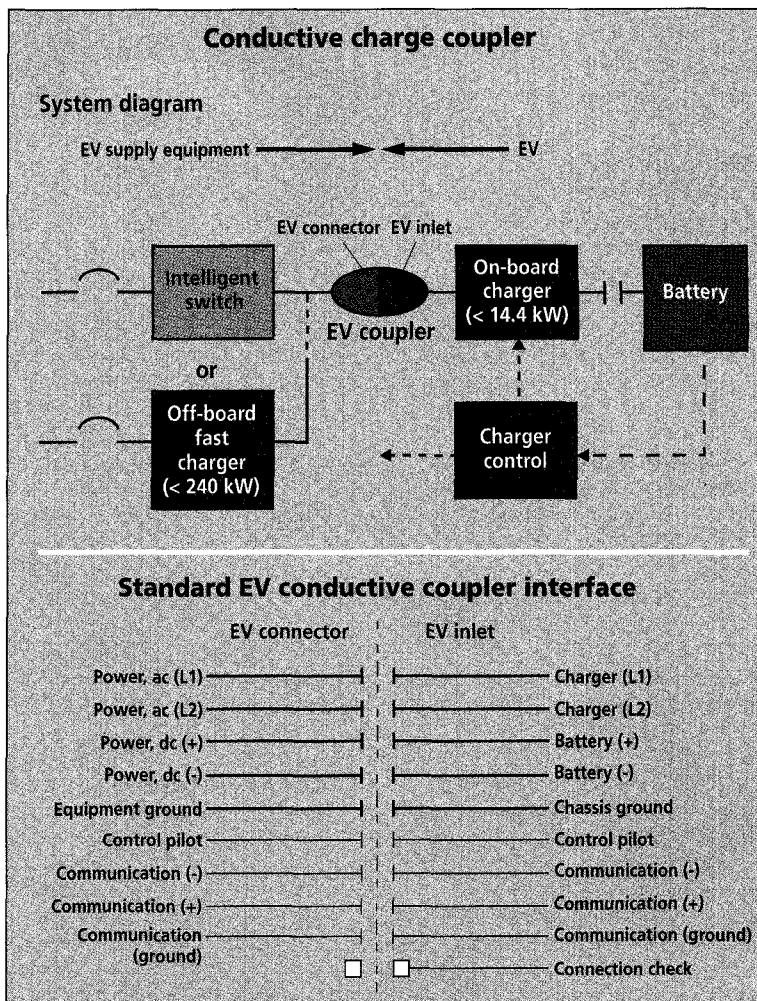 Conductive charge coupler
System diagram
EV supply equipment
EV
EV connector
EV inlet
Intelligent
switch
EV coupler
On-board
charger
(< 14.4 kW)
Battery
or
Off-board
fast
charger
(< 240 kW)
Charger
control
Standard EV conductive coupler interface
EV connector
EV inlet
Power, ac (L1)
Charger (L1)
Power, ac (L2)
Charger (L2)
Power, dc (+)
Battery (+)
Power, dc (-)
Battery (-)
Equipment ground
Chassis ground
Control pilot
Control pilot
Communication (-)
Communication (-)
Communication (+)
Communication (+)
Communication
(ground)
Communication (ground)
Connection check